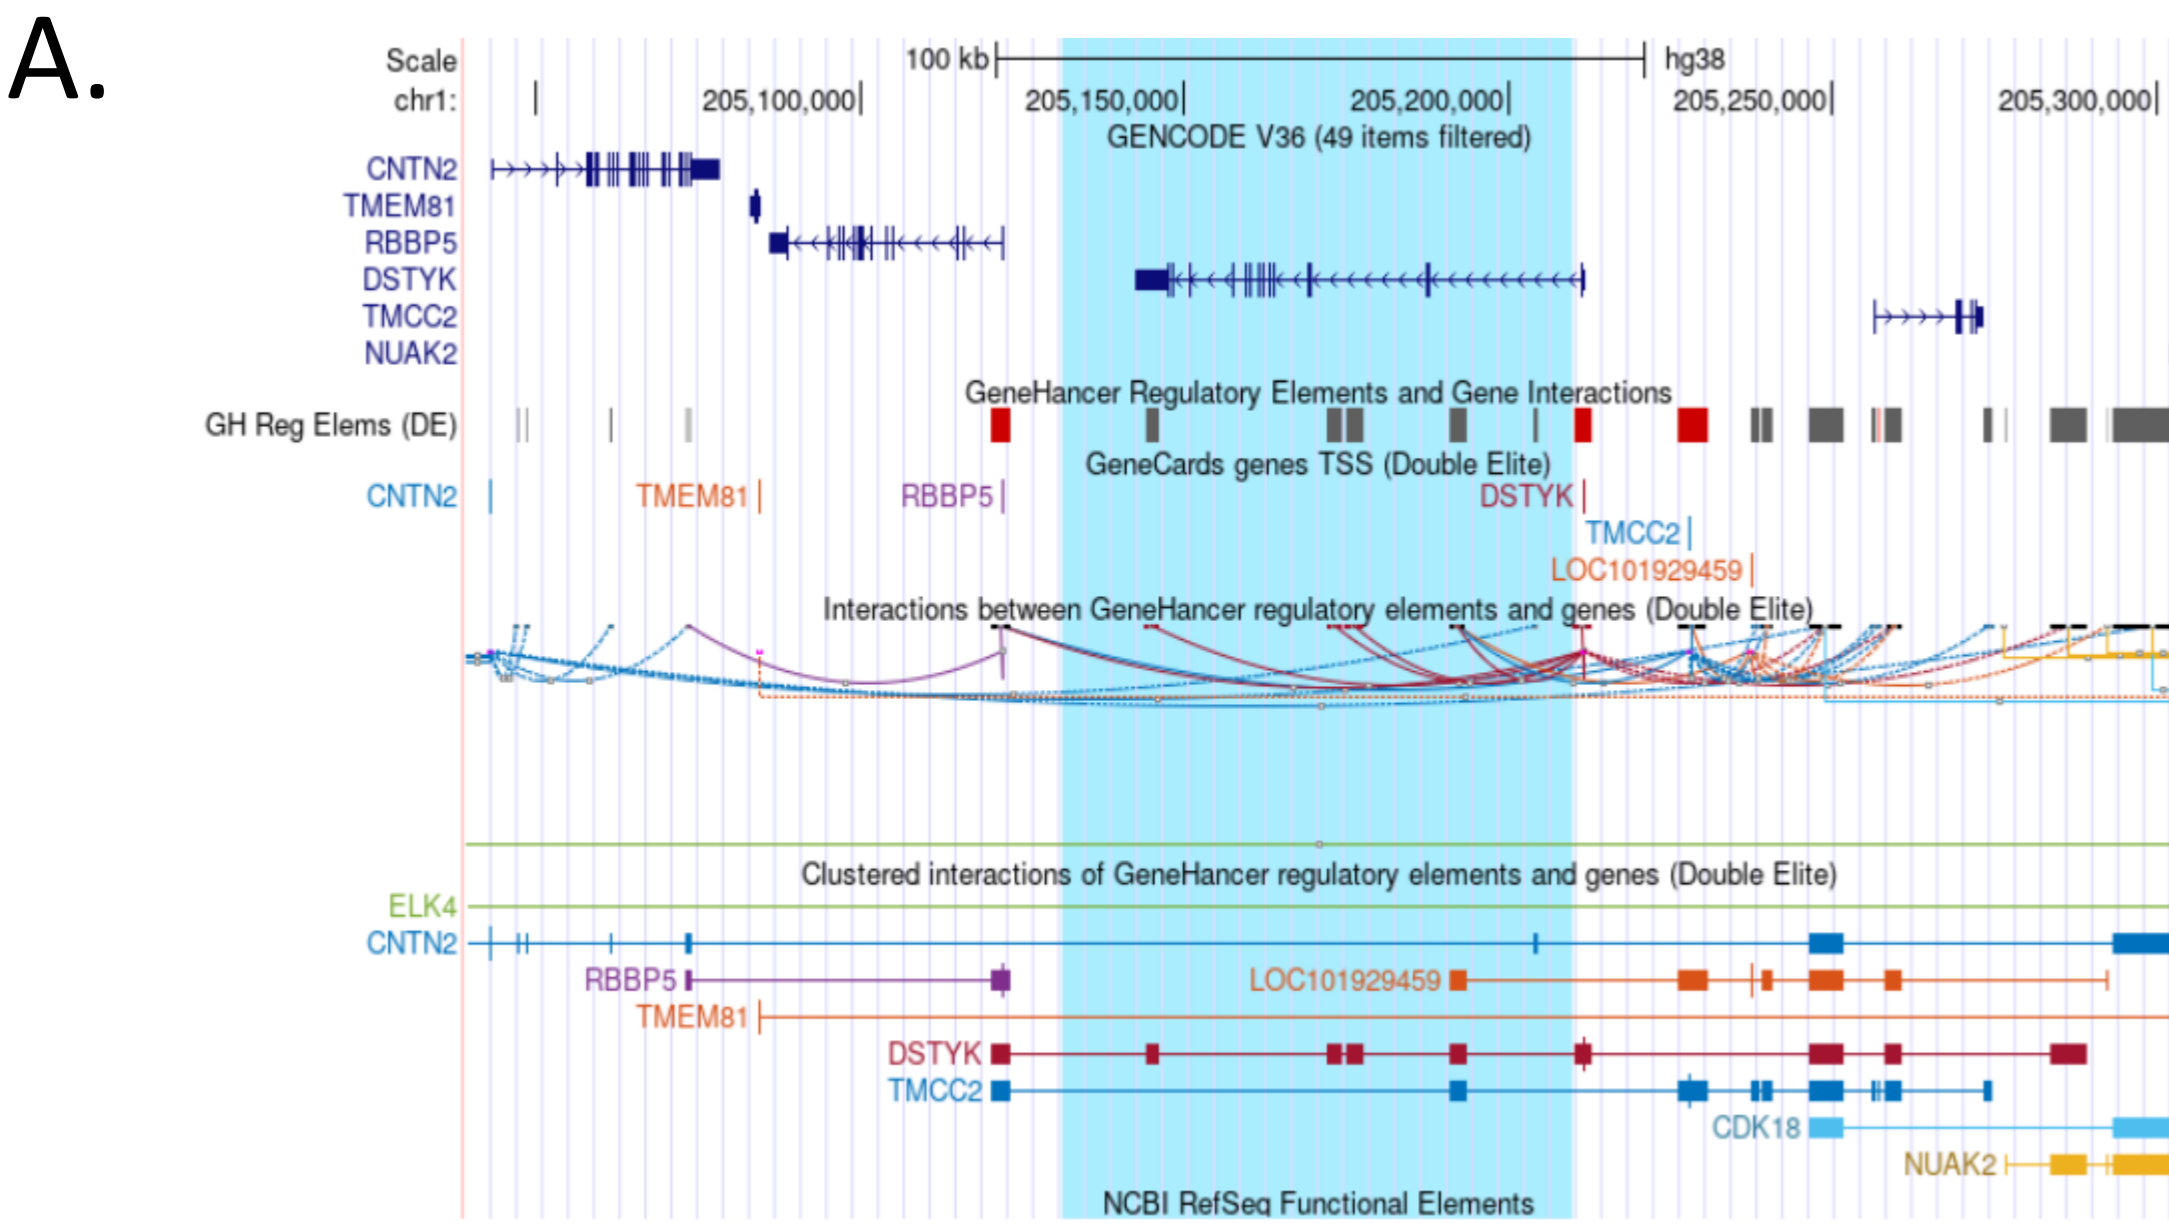 A.
Scale 100 kb hg38
chr1: 205,100,000 205,150,000 205,200,000 205,250,000 205,300,000
GENCODE V36 (49 items filtered)
CNTN2
TMEM81
RBBP5
DSTYK
TMCC2
NUAK2
GeneHancer Regulatory Elements and Gene Interactions
GH Reg Elems (DE)
GeneCards genes TSS (Double Elite)
CNTN2 TMEM81 RBBP5 DSTYK
TMCC2
LOC101929459
Interactions between GeneHancer regulatory elements and genes (Double Elite)
Clustered interactions of GeneHancer regulatory elements and genes (Double Elite)
ELK4
CNTN2
RBBP5 LOC101929459
TMEM81
DSTYK
TMCC2
CDK18
NUAK2
NCBI RefSeq Functional Elements